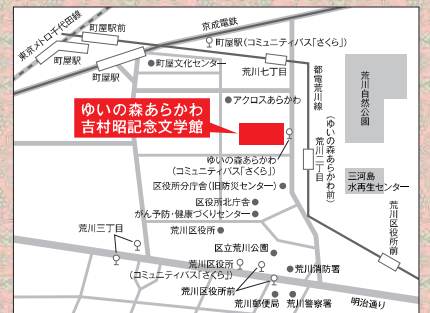 東京メトロ千代田線
町屋駅前
京成電鉄
町屋駅(コミュニティバス「さくら」)
町屋駅
町屋駅
町屋文化センター
荒川七丁目
都電荒川線
荒川自然公園
アクロスあらかわ
ゆいの森あらかわ
吉村昭記念文学館
荒川二丁目
(ゆいの森あらかわ前)
ゆいの森あらかわ
(コミュニティバス「さくら」)
三河島
水再生センター
区役所分庁舎(旧防災センター)
区役所北庁舎
がん予防・健康づくりセンター
荒川区役所前
荒川三丁目
荒川区役所
区立荒川公園
荒川区役所
(コミュニティバス「さくら」)
荒川消防署
荒川区役所前
荒川郵便局
荒川警察署
明治通り